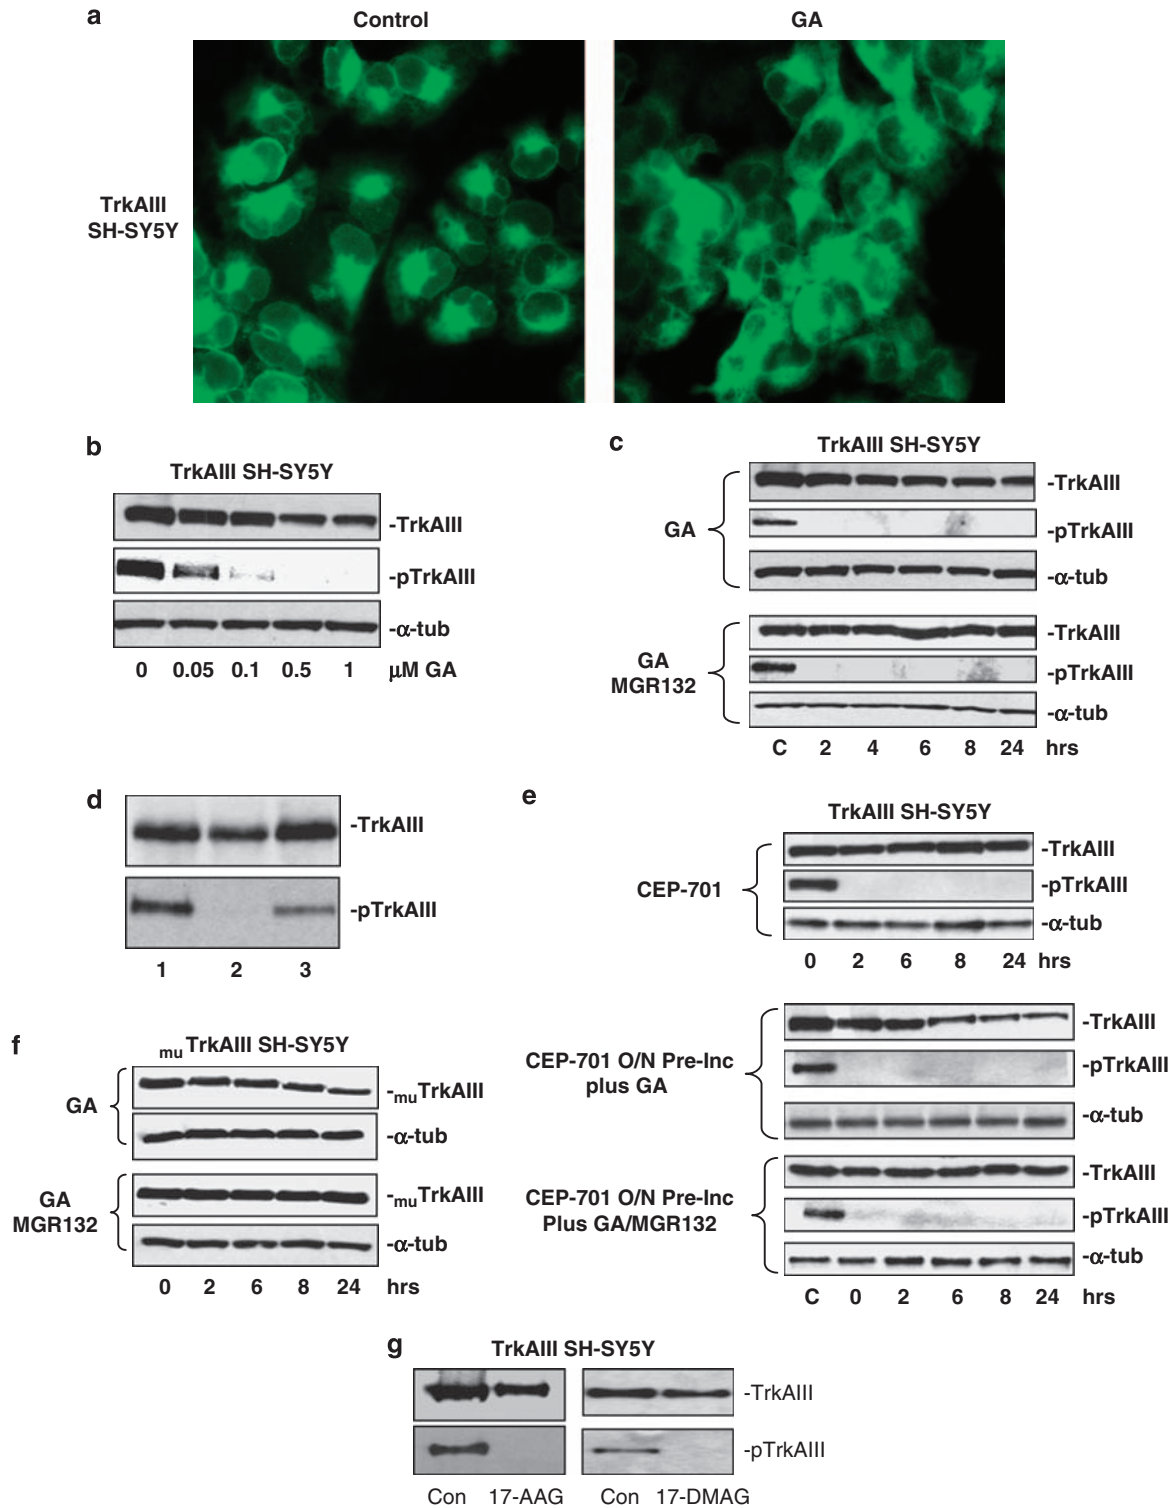 a
Control
GA
TrkAIII
SH-SY5Y
b
TrkAIII SH-SY5Y
-TrkAIII
-pTrkAIII
-α-tub
0 0.05 0.1 0.5 1 μM GA
c
TrkAIII SH-SY5Y
GA
-TrkAIII
-pTrkAIII
-α-tub
GA
MGR132
-TrkAIII
-pTrkAIII
-α-tub
C 2 4 6 8 24 hrs
d
-TrkAIII
-pTrkAIII
1 2 3
e
TrkAIII SH-SY5Y
CEP-701
-TrkAIII
-pTrkAIII
-α-tub
0 2 6 8 24 hrs
CEP-701 O/N Pre-Inc
plus GA
-TrkAIII
-pTrkAIII
-α-tub
CEP-701 O/N Pre-Inc
Plus GA/MGR132
-TrkAIII
-pTrkAIII
-α-tub
C 0 2 6 8 24 hrs
f
muTrkAIII SH-SY5Y
GA
-muTrkAIII
-α-tub
GA
MGR132
-muTrkAIII
-α-tub
0 2 6 8 24 hrs
g
TrkAIII SH-SY5Y
-TrkAIII
-pTrkAIII
Con 17-AAG Con 17-DMAG